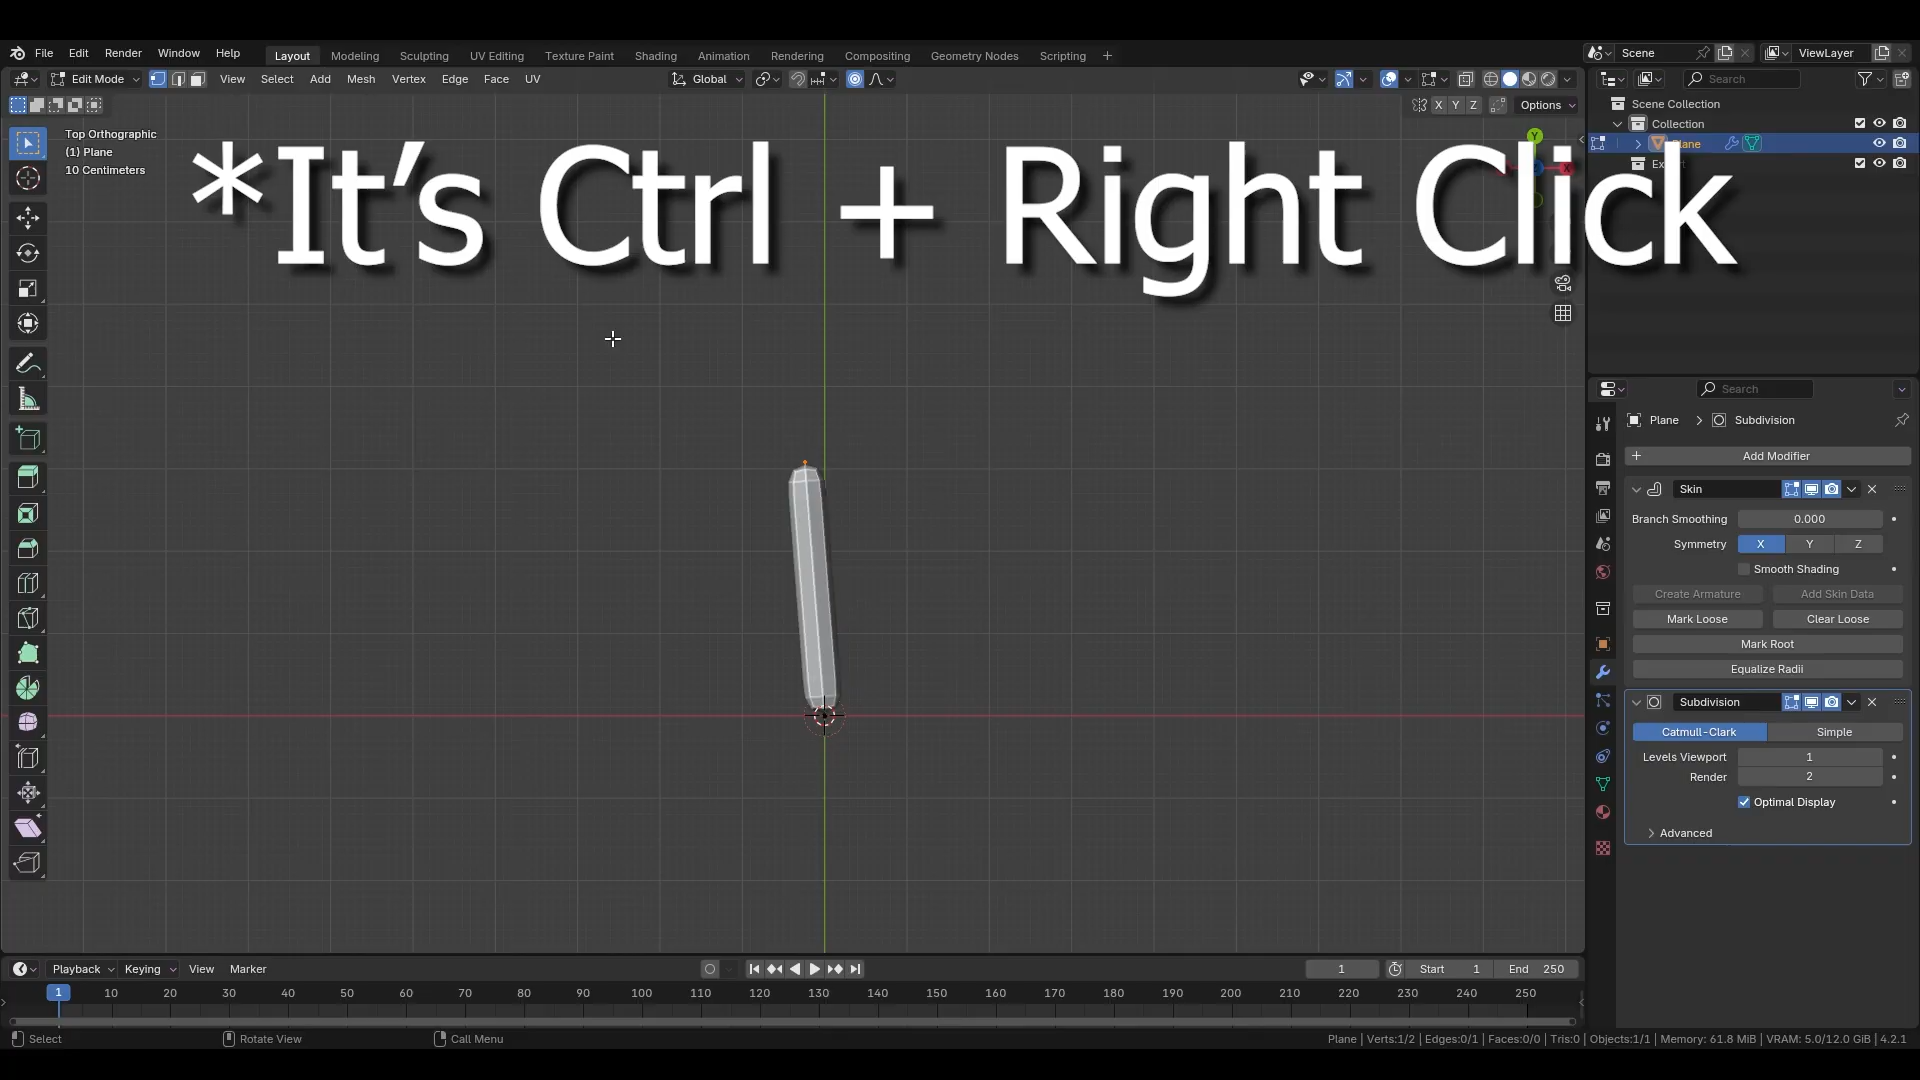 File Edit Render Window Help Layout Modeling Sculpting UV Editing Texture Paint Shading Animation Rendering Compositing Geometry Nodes Scripting + Scene ViewLayer
Edit Mode View Select Add Mesh Vertex Edge Face UV Global Search
X Y Z Options
Scene Collection
Collection
Plane
Top Orthographic
(1) Plane
10 Centimeters
*It's Ctrl + Right Click
Y
Search
Plane > Subdivision
+ Add Modifier
Skin
Branch Smoothing 0.000
Symmetry X Y Z
Smooth Shading
Create Armature Add Skin Data
Mark Loose Clear Loose
Mark Root
Equalize Radii
Subdivision
Catmull-Clark Simple
Levels Viewport 1
Render 2
Optimal Display
Advanced
Playback Keying View Marker 1 Start 1 End 250
1 10 20 30 40 50 60 70 80 90 100 110 120 130 140 150 160 170 180 190 200 210 220 230 240 250
Select Rotate View Call Menu Plane | Verts:1/2 | Edges:0/1 | Faces:0/0 | Tris:0 | Objects:1/1 | Memory: 61.8 MiB | VRAM: 5.0/12.0 GiB | 4.2.1